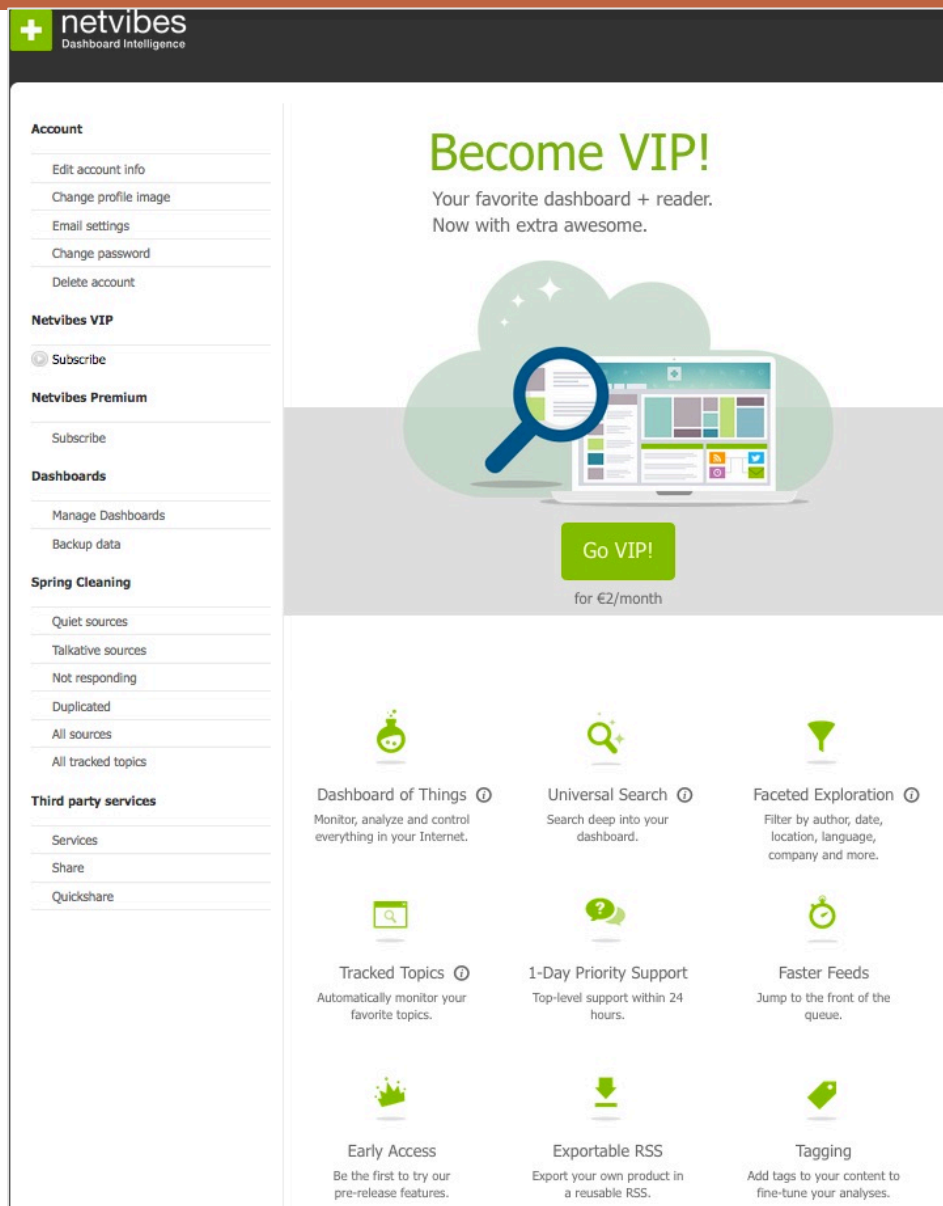 netvibes
Dashboard Intelligence
Account
Edit account info
Change profile image
Email settings
Change password
Delete account
Netvibes VIP
Subscribe
Netvibes Premium
Subscribe
Dashboards
Manage Dashboards
Backup data
Spring Cleaning
Quiet sources
Talkative sources
Not responding
Duplicated
All sources
All tracked topics
Third party services
Services
Share
Quickshare
Become VIP!
Your favorite dashboard + reader.
Now with extra awesome.
Go VIP!
for €2/month
Dashboard of Things
Monitor, analyze and control
everything in your Internet.
Universal Search
Search deep into your
dashboard.
Faceted Exploration
Filter by author, date,
location, language,
company and more.
Tracked Topics
Automatically monitor your
favorite topics.
1-Day Priority Support
Top-level support within 24
hours.
Faster Feeds
Jump to the front of the
queue.
Early Access
Be the first to try our
pre-release features.
Exportable RSS
Export your own product in
a reusable RSS.
Tagging
Add tags to your content to
fine-tune your analyses.